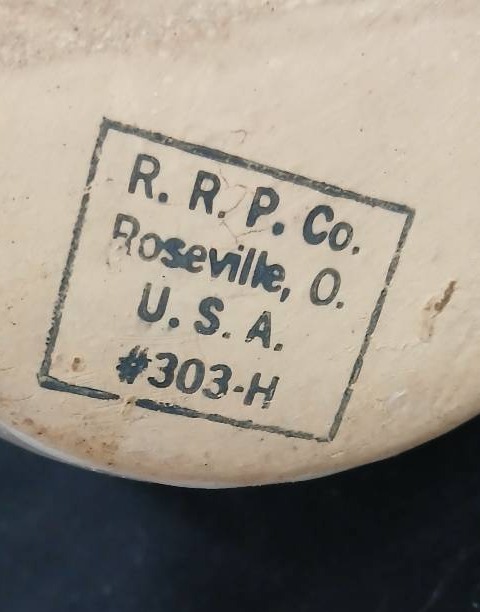 R. R. P. Co.
Roseville, O.
U. S. A.
#303-H